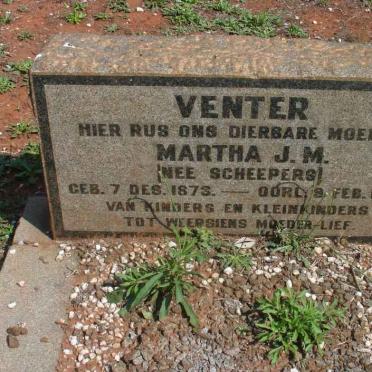 VENTER
HIER RUS ONS DIERBARE MOE
MARTHA J. M.
(NEE SCHEEPERS)
GEB. 7 DES. 1873. — OORL. 9 FEB.
VAN KINDERS EN KLEINKINDERS
TOT WEERSIENS MOEDER-LIEF